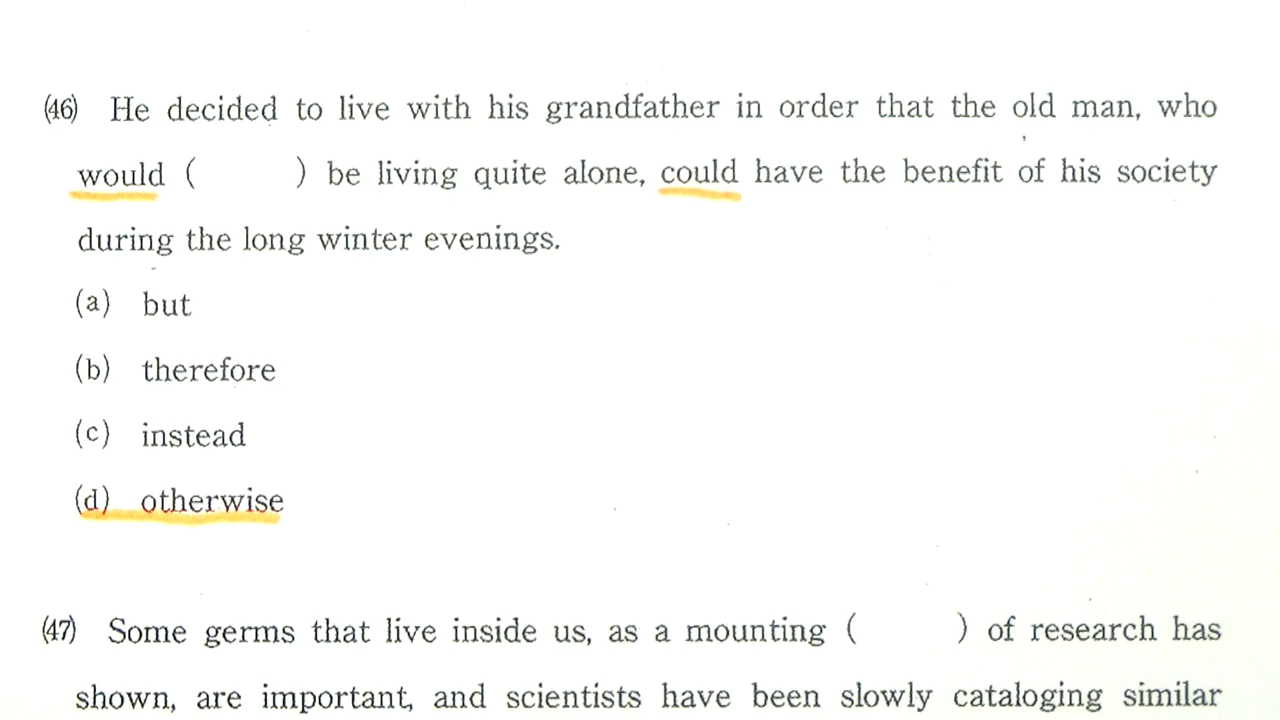 (46) He decided to live with his grandfather in order that the old man, who
would ( ) be living quite alone, could have the benefit of his society
during the long winter evenings.
(a) but
(b) therefore
(c) instead
(d) otherwise
(47) Some germs that live inside us, as a mounting ( ) of research has
shown, are important, and scientists have been slowly cataloging similar